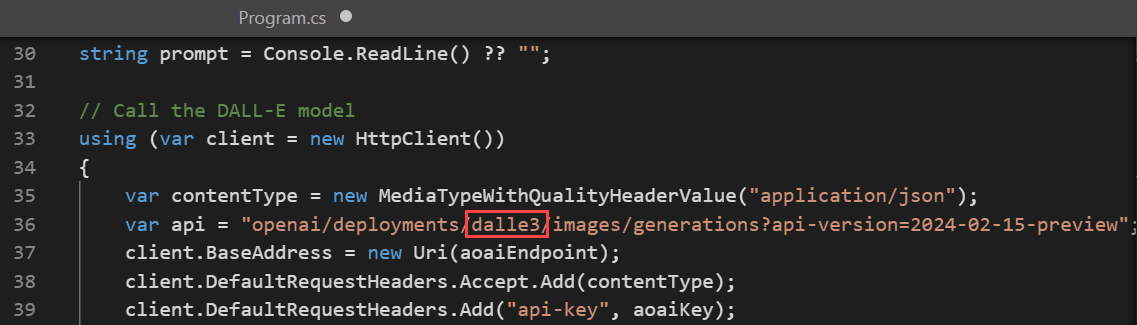 Program.cs
30 string prompt = Console.ReadLine() ?? "";
31
32 // Call the DALL-E model
33 using (var client = new HttpClient())
34 {
35     var contentType = new MediaTypeWithQualityHeaderValue("application/json");
36     var api = "openai/deployments/dalle3/images/generations?api-version=2024-02-15-preview";
37     client.BaseAddress = new Uri(aoaiEndpoint);
38     client.DefaultRequestHeaders.Accept.Add(contentType);
39     client.DefaultRequestHeaders.Add("api-key", aoaiKey);